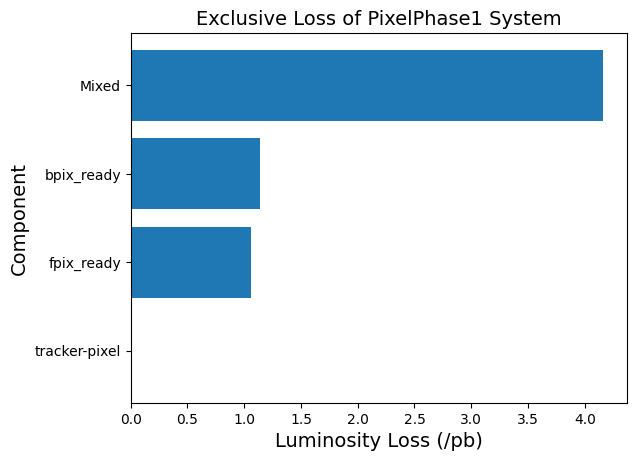 Exclusive Loss of PixelPhase1 System
Component
Mixed
bpix_ready
fpix_ready
tracker-pixel
0.0 0.5 1.0 1.5 2.0 2.5 3.0 3.5 4.0
Luminosity Loss (/pb)